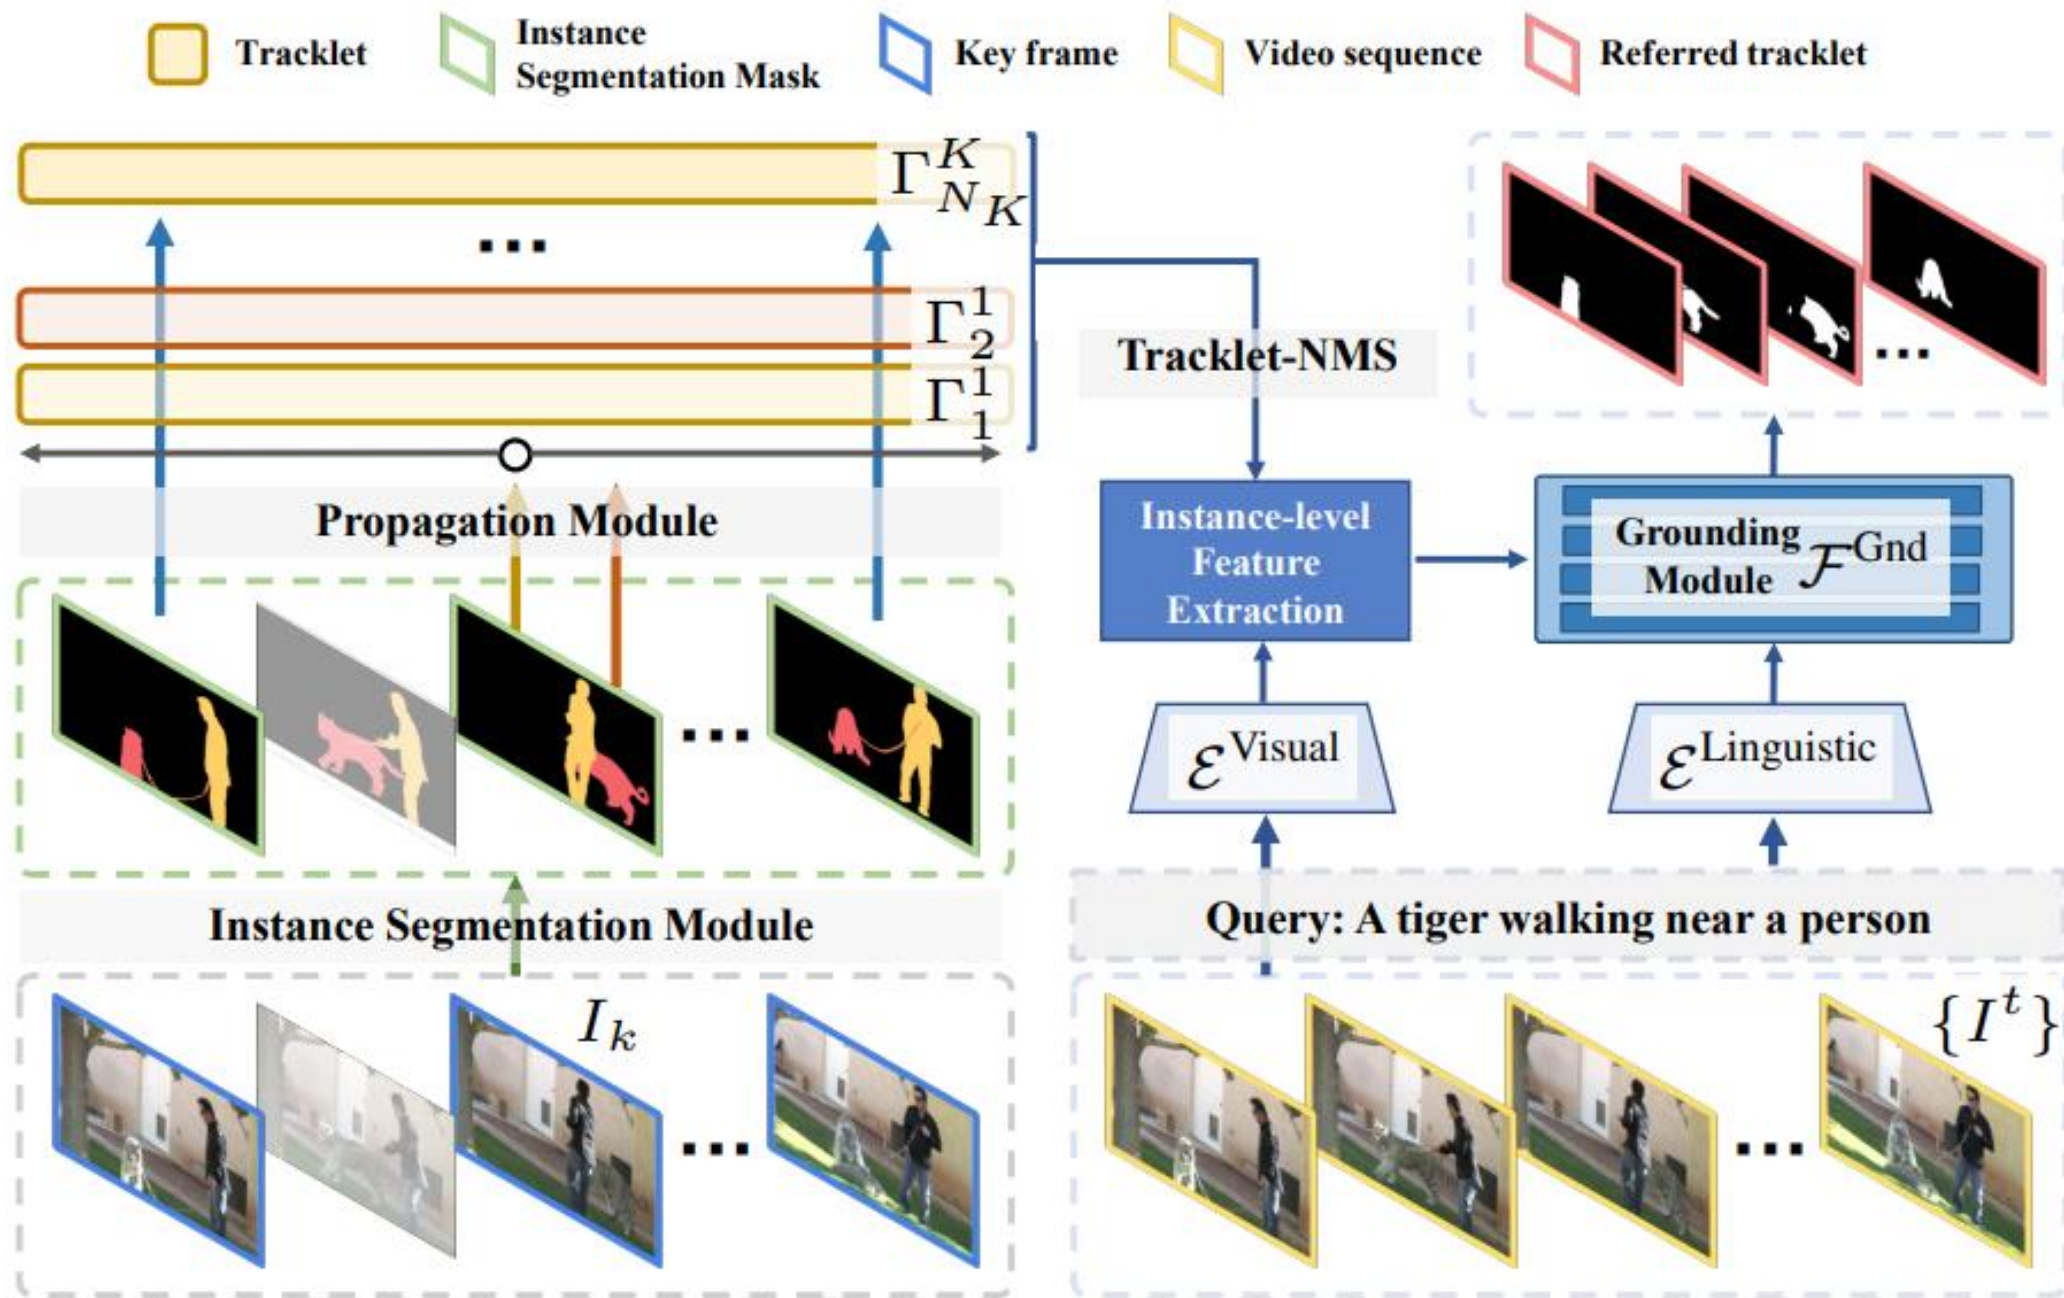 Tracklet
Instance
Segmentation Mask
Key frame
Video sequence
Referred tracklet
Γ^K_{N_K}
...
Γ^1_2
Γ^1_1
Propagation Module
...
Instance Segmentation Module
I_k
...
Tracklet-NMS
...
Instance-level
Feature
Extraction
Grounding
Module 𝓕^Gnd
𝓔^Visual
𝓔^Linguistic
Query: A tiger walking near a person
{I^t}
...